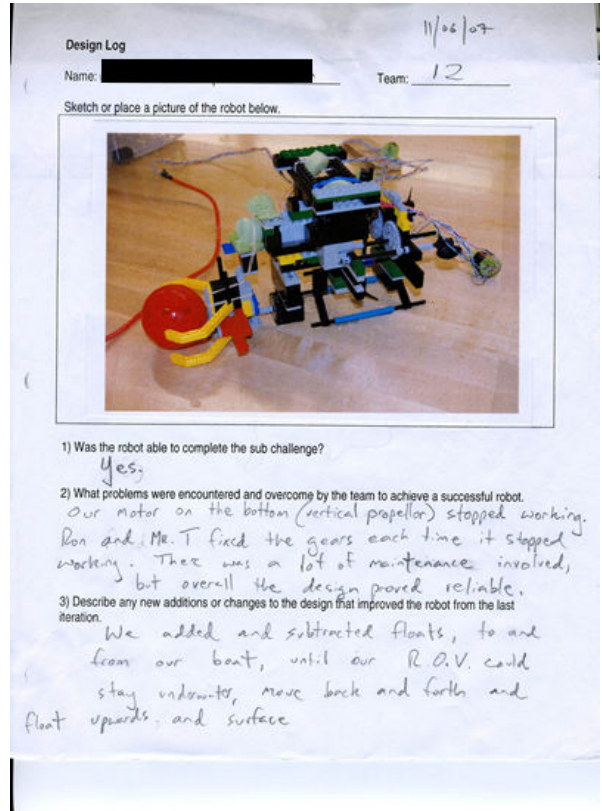 11/06/07
Design Log
Name:
Team: 12
Sketch or place a picture of the robot below.
1) Was the robot able to complete the sub challenge?
Yes,
2) What problems were encountered and overcome by the team to achieve a successful robot.
Our motor on the bottom (vertical propellor) stopped working.
Ron and Mr. T fixed the gears each time it stopped
working. There was a lot of maintenance involved,
but overall the design proved reliable.
3) Describe any new additions or changes to the design that improved the robot from the last
iteration.
We added and subtracted floats, to and
from our boat, until our R.O.V. could
stay underwater, move back and forth and
float upwards, and surface